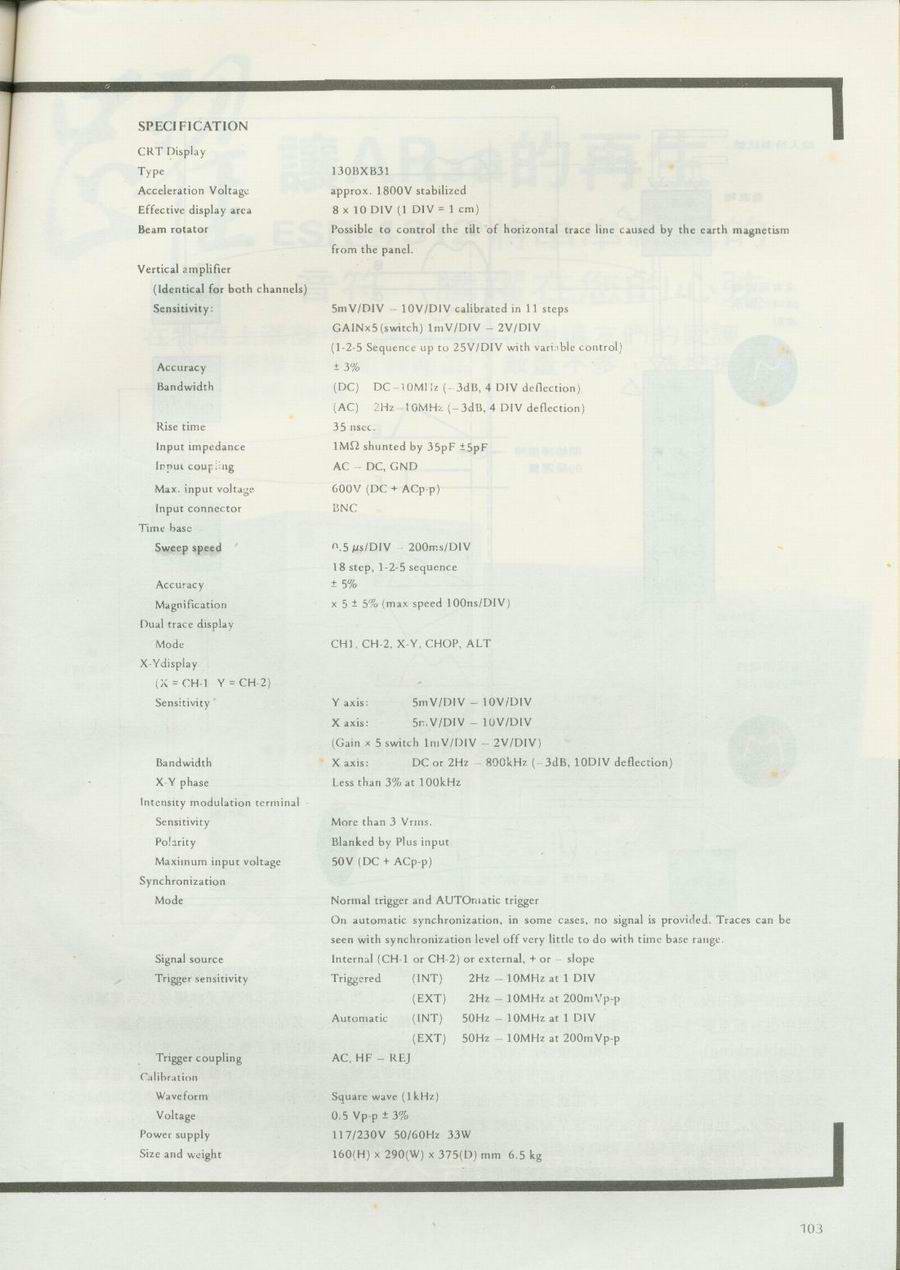 SPECIFICATION
CRT Display
Type 130BXB31
Acceleration Voltage approx. 1800V stabilized
Effective display area 8 x 10 DIV (1 DIV = 1 cm)
Beam rotator Possible to control the tilt of horizontal trace line caused by the earth magnetism
from the panel.
Vertical amplifier
(Identical for both channels)
Sensitivity: 5mV/DIV – 10V/DIV calibrated in 11 steps
GAINx5 (switch) 1mV/DIV – 2V/DIV
(1-2-5 Sequence up to 25V/DIV with variable control)
Accuracy ± 3%
Bandwidth (DC) DC–10MHz (–3dB, 4 DIV deflection)
(AC) 2Hz–10MHz (–3dB, 4 DIV deflection)
Rise time 35 nsec.
Input impedance 1MΩ shunted by 35pF ±5pF
Input coupling AC – DC, GND
Max. input voltage 600V (DC + ACp-p)
Input connector BNC
Time base
Sweep speed 0.5 μs/DIV – 200ms/DIV
18 step, 1-2-5 sequence
Accuracy ± 5%
Magnification x 5 ± 5% (max speed 100ns/DIV)
Dual trace display
Mode CH1, CH-2, X-Y, CHOP, ALT
X-Ydisplay
(X = CH-1 Y = CH-2)
Sensitivity Y axis: 5mV/DIV – 10V/DIV
X axis: 5mV/DIV – 10V/DIV
(Gain × 5 switch 1mV/DIV – 2V/DIV)
Bandwidth X axis: DC or 2Hz – 800kHz (–3dB, 10DIV deflection)
X-Y phase Less than 3% at 100kHz
Intensity modulation terminal
Sensitivity More than 3 Vrms.
Polarity Blanked by Plus input
Maximum input voltage 50V (DC + ACp-p)
Synchronization
Mode Normal trigger and AUTOmatic trigger
On automatic synchronization, in some cases, no signal is provided. Traces can be
seen with synchronization level off very little to do with time base range.
Signal source Internal (CH-1 or CH-2) or external, + or – slope
Trigger sensitivity Triggered (INT) 2Hz – 10MHz at 1 DIV
(EXT) 2Hz – 10MHz at 200mVp-p
Automatic (INT) 50Hz – 10MHz at 1 DIV
(EXT) 50Hz – 10MHz at 200mVp-p
Trigger coupling AC, HF – REJ
Calibration
Waveform Square wave (1kHz)
Voltage 0.5 Vp-p ± 3%
Power supply 117/230V 50/60Hz 33W
Size and weight 160(H) x 290(W) x 375(D) mm 6.5 kg
103